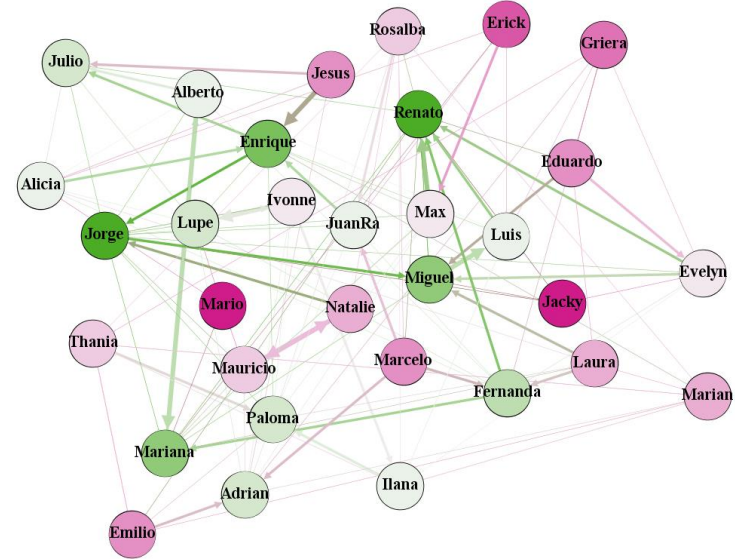 Rosalba
Erick
Griera
Julio
Jesus
Alberto
Renato
Enrique
Eduardo
Alicia
Ivonne
Max
Lupe
JuanRa
Jorge
Luis
Evelyn
Miguel
Mario
Natalie
Jacky
Thania
Mauricio
Marcelo
Laura
Fernanda
Marian
Paloma
Mariana
Adrian
Ilana
Emilio